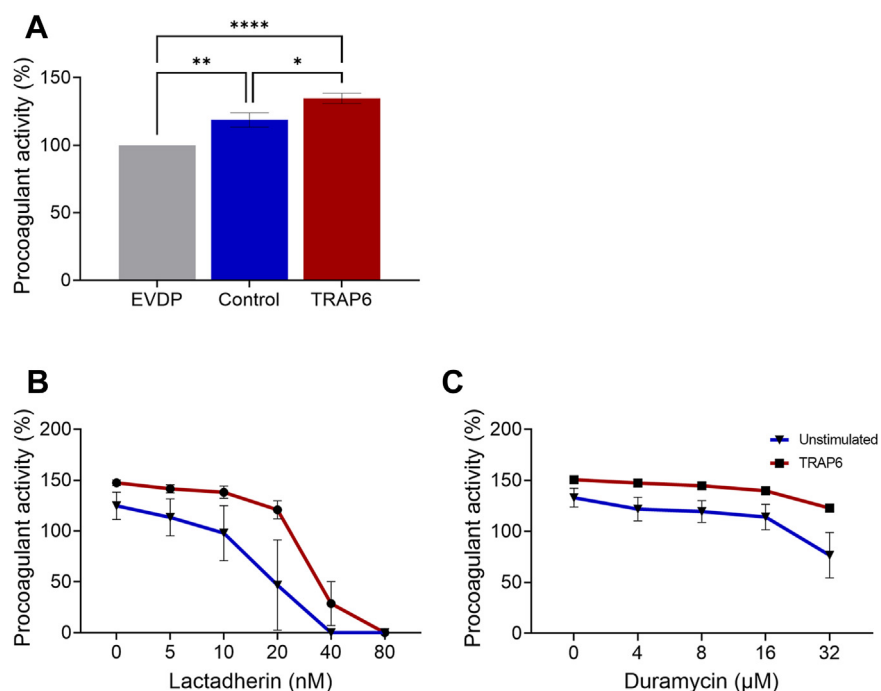 A
****
** *
Procoagulant activity (%)
150
100
50
0
EVDP Control TRAP6
B
Procoagulant activity (%)
200
150
100
50
0
0 5 10 20 40 80
Lactadherin (nM)
C
Procoagulant activity (%)
200
150
100
50
0
Unstimulated
TRAP6
0 4 8 16 32
Duramycin (µM)